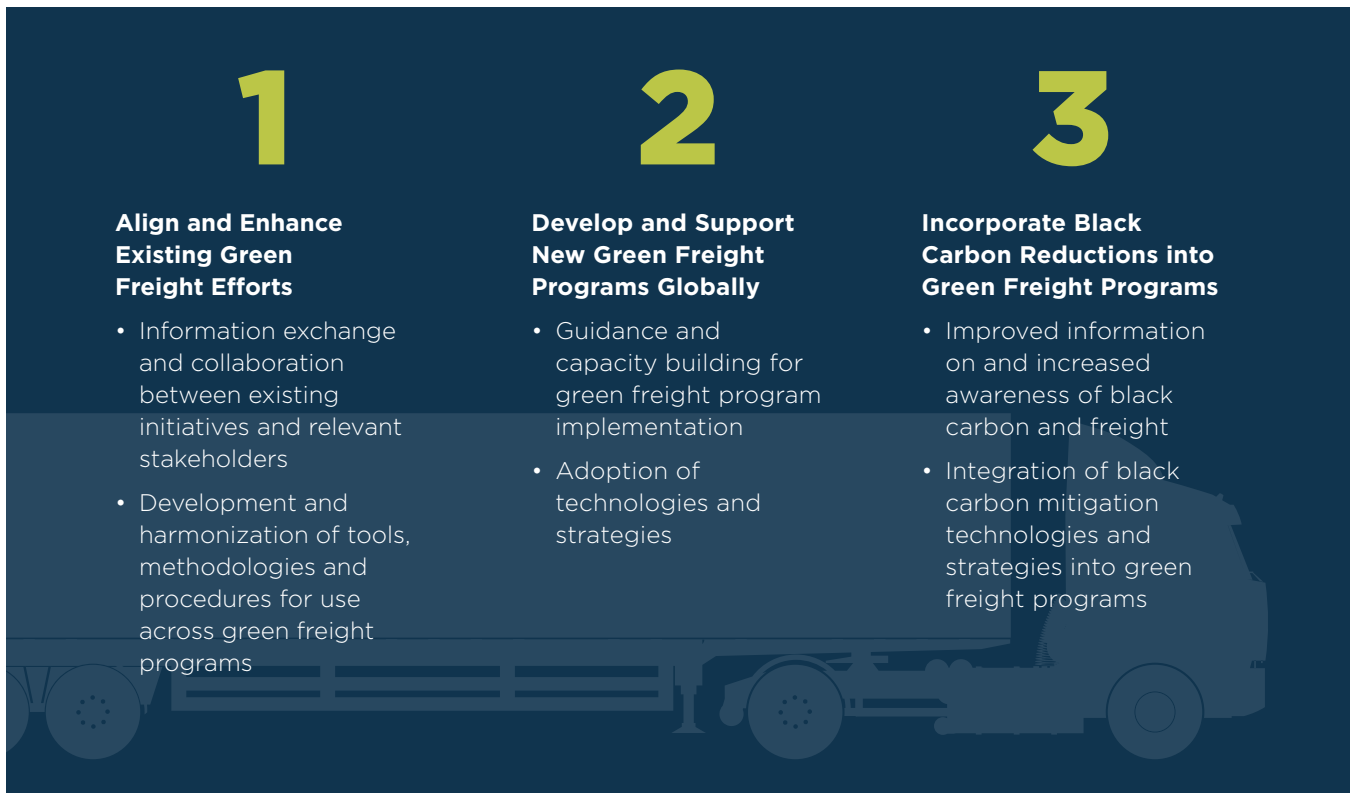 1
Align and Enhance
Existing Green
Freight Efforts
• Information exchange
and collaboration
between existing
initiatives and relevant
stakeholders
• Development and
harmonization of tools,
methodologies and
procedures for use
across green freight
programs
2
Develop and Support
New Green Freight
Programs Globally
• Guidance and
capacity building for
green freight program
implementation
• Adoption of
technologies and
strategies
3
Incorporate Black
Carbon Reductions into
Green Freight Programs
• Improved information
on and increased
awareness of black
carbon and freight
• Integration of black
carbon mitigation
technologies and
strategies into green
freight programs